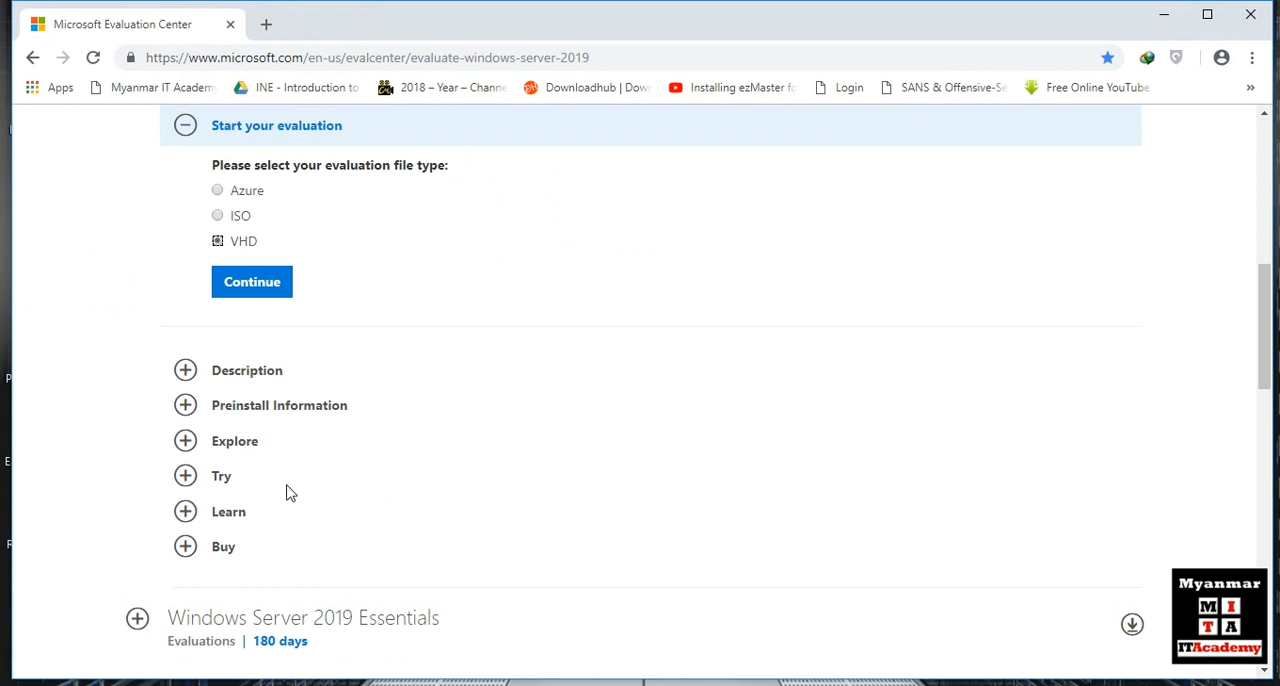 Microsoft Evaluation Center
https://www.microsoft.com/en-us/evalcenter/evaluate-windows-server-2019
Apps
Myanmar IT Academy
INE - Introduction to
2018 – Year – Channe
Downloadhub | Dow
Installing ezMaster fo
Login
SANS & Offensive-Se
Free Online YouTube
»
Start your evaluation
Please select your evaluation file type:
Azure
ISO
VHD
Continue
Description
Preinstall Information
Explore
Try
Learn
Buy
Windows Server 2019 Essentials
Evaluations | 180 days
P
E
R
Myanmar
M I
T A
ITAcademy